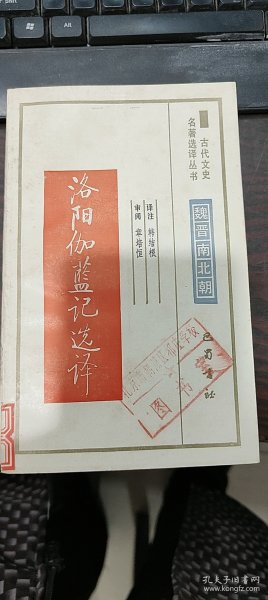 古代文史
名著选译丛书
魏晋南北朝
译注 韩结根
审阅 章培恒
洛阳伽蓝记选译
巴蜀书社
图书
孔夫子旧书网